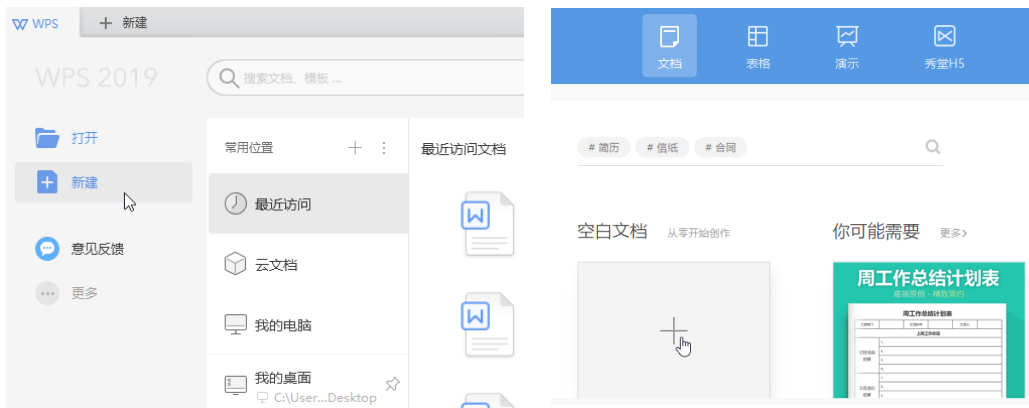 WPS
新建
WPS 2019
搜索文档、模板 ...
打开
新建
意见反馈
更多
常用位置
最近访问
云文档
我的电脑
我的桌面
C:\User...Desktop
最近访问文档
文档
表格
演示
秀堂H5
# 简历
# 信纸
# 合同
空白文档
从零开始创作
你可能需要
更多>
周工作总结计划表
高端原创·精致简约
周工作总结计划表
上周工作总结